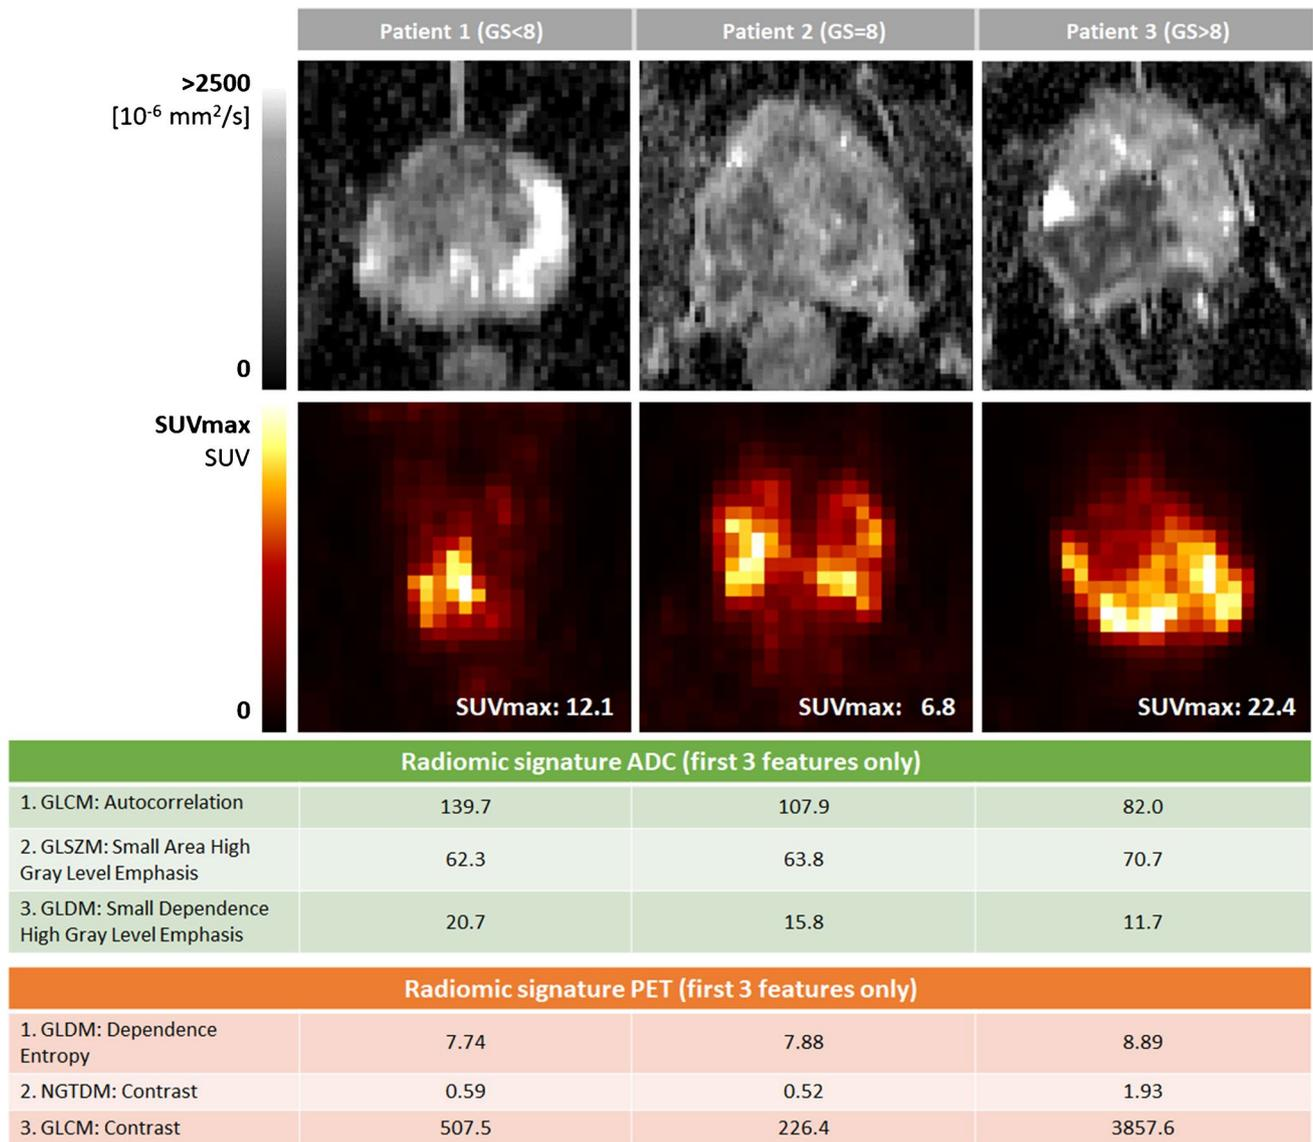 Patient 1 (GS<8) Patient 2 (GS=8) Patient 3 (GS>8)
>2500
[10⁻⁶ mm²/s]
0
SUVmax
SUV
0
SUVmax: 12.1 SUVmax: 6.8 SUVmax: 22.4
Radiomic signature ADC (first 3 features only)
1. GLCM: Autocorrelation 139.7 107.9 82.0
2. GLSZM: Small Area High
Gray Level Emphasis 62.3 63.8 70.7
3. GLDM: Small Dependence
High Gray Level Emphasis 20.7 15.8 11.7
Radiomic signature PET (first 3 features only)
1. GLDM: Dependence
Entropy 7.74 7.88 8.89
2. NGTDM: Contrast 0.59 0.52 1.93
3. GLCM: Contrast 507.5 226.4 3857.6